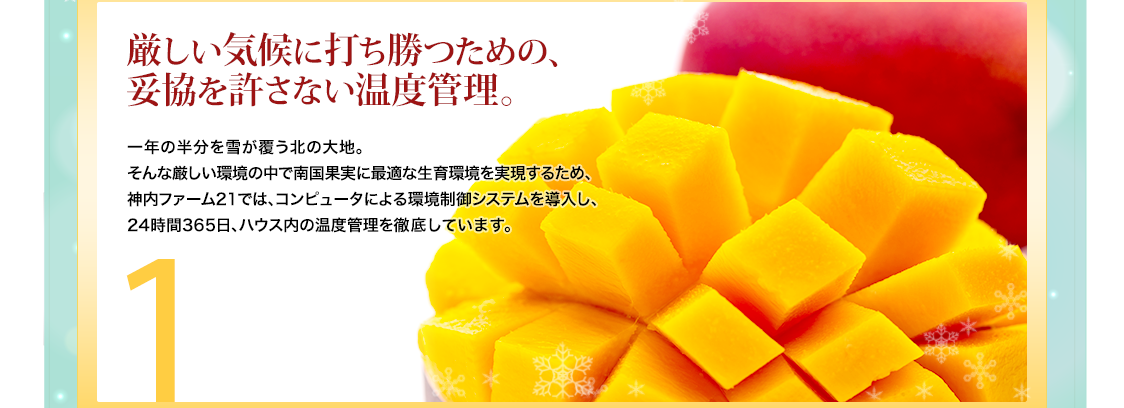 厳しい気候に打ち勝つための、
妥協を許さない温度管理。
一年の半分を雪が覆う北の大地。
そんな厳しい環境の中で南国果実に最適な生育環境を実現するため、
神内ファーム21では、コンピュータによる環境制御システムを導入し、
24時間365日、ハウス内の温度管理を徹底しています。
1